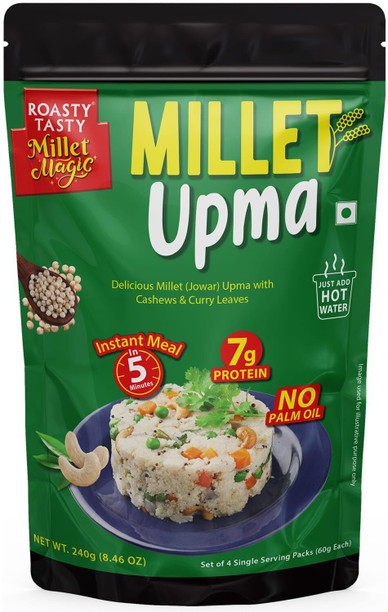 ROASTY
TASTY
Millet
Magic
MILLET
Upma
Delicious Millet (Jowar) Upma with
Cashews & Curry Leaves
JUST ADD
HOT
WATER
Instant Meal
In
5
Minutes
7g
PROTEIN
NO
PALM OIL
Image used for illustrative purpose only
NET WT. 240g (8.46 OZ)
Set of 4 Single Serving Packs (60g Each)